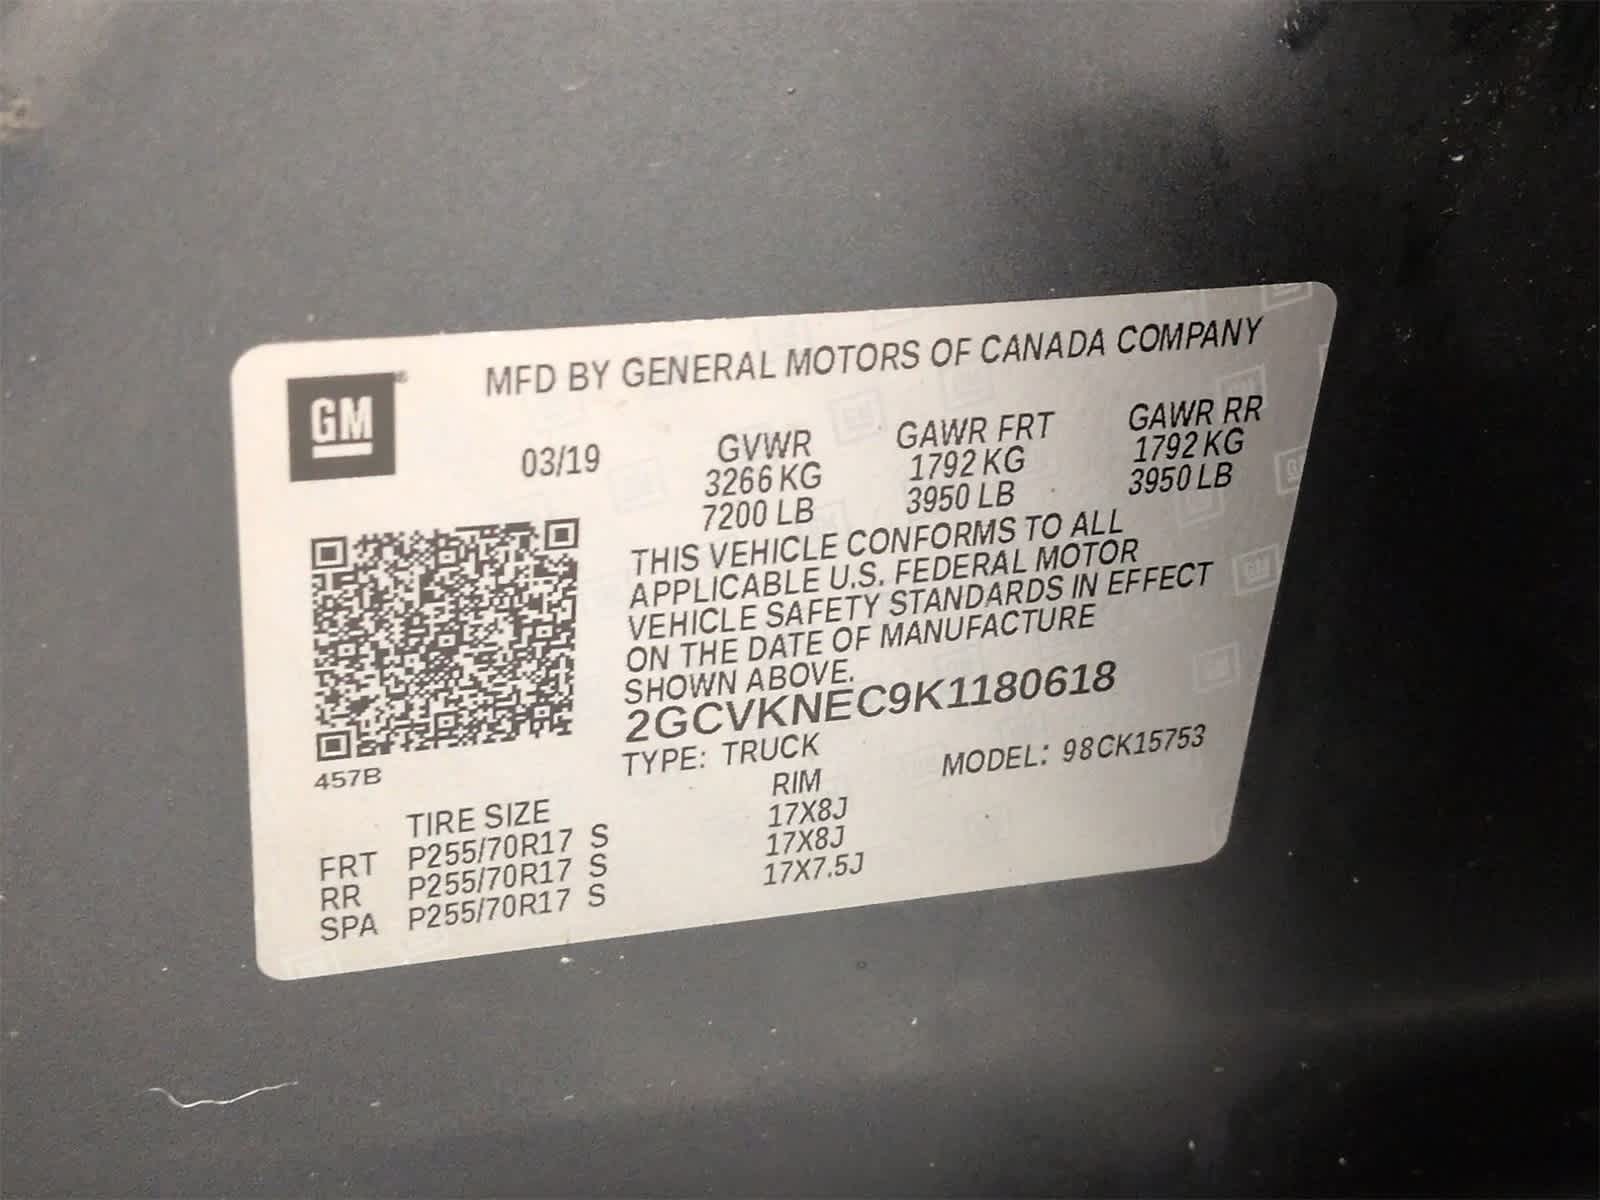 MFD BY GENERAL MOTORS OF CANADA COMPANY
GM
03/19
GVWR GAWR FRT GAWR RR
3266 KG 1792 KG 1792 KG
7200 LB 3950 LB 3950 LB
THIS VEHICLE CONFORMS TO ALL
APPLICABLE U.S. FEDERAL MOTOR
VEHICLE SAFETY STANDARDS IN EFFECT
ON THE DATE OF MANUFACTURE
SHOWN ABOVE.
2GCVKNEC9K1180618
TYPE: TRUCK MODEL: 98CK15753
457B
TIRE SIZE RIM
FRT P255/70R17 S 17X8J
RR P255/70R17 S 17X8J
SPA P255/70R17 S 17X7.5J